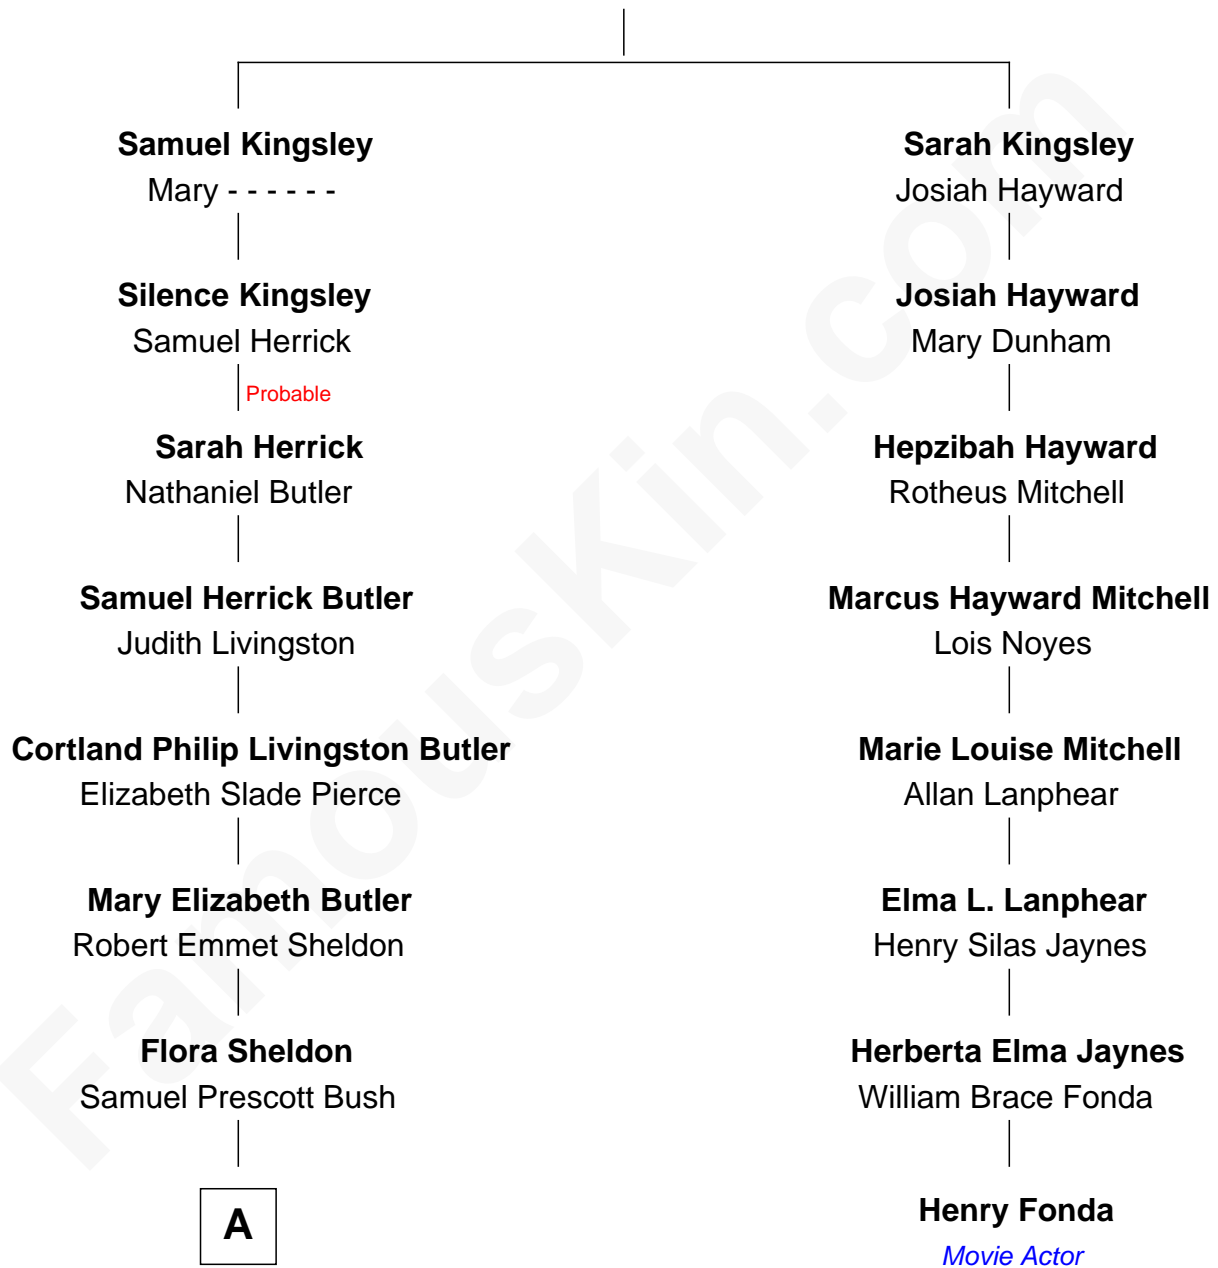 Samuel Kingsley
Mary - - - - - -
Sarah Kingsley
Josiah Hayward
Silence Kingsley
Samuel Herrick
Josiah Hayward
Mary Dunham
Probable
Sarah Herrick
Nathaniel Butler
Hepzibah Hayward
Rotheus Mitchell
Samuel Herrick Butler
Judith Livingston
Marcus Hayward Mitchell
Lois Noyes
Cortland Philip Livingston Butler
Elizabeth Slade Pierce
Marie Louise Mitchell
Allan Lanphear
Mary Elizabeth Butler
Robert Emmet Sheldon
Elma L. Lanphear
Henry Silas Jaynes
Flora Sheldon
Samuel Prescott Bush
Herberta Elma Jaynes
William Brace Fonda
A
Henry Fonda
Movie Actor
FamousKin.com